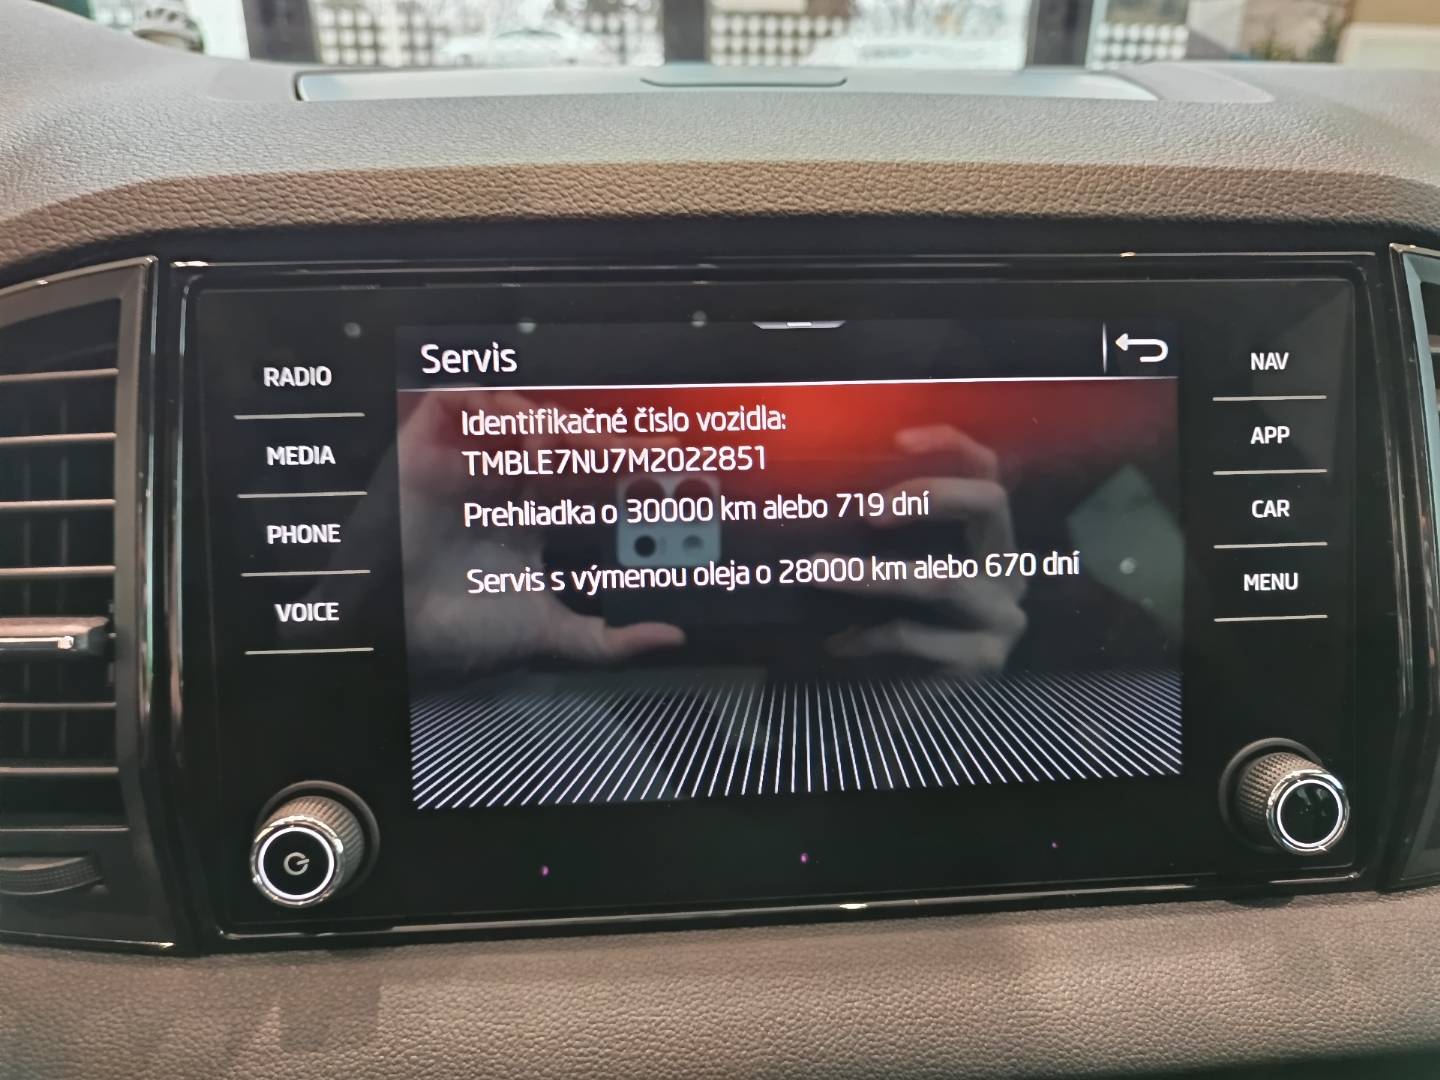 Servis
RADIO
MEDIA
PHONE
VOICE
Identifikačné číslo vozidla:
TMBLE7NU7M2022851
Prehliadka o 30000 km alebo 719 dní
Servis s výmenou oleja o 28000 km alebo 670 dní
NAV
APP
CAR
MENU